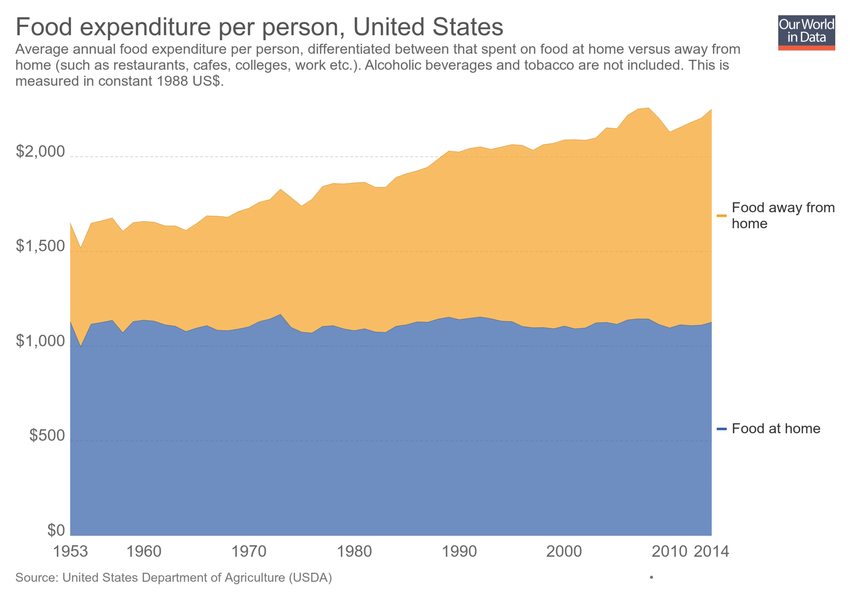 Food expenditure per person, United States
Our World
in Data
Average annual food expenditure per person, differentiated between that spent on food at home versus away from
home (such as restaurants, cafes, colleges, work etc.). Alcoholic beverages and tobacco are not included. This is
measured in constant 1988 US$.
$2,000
$1,500
$1,000
$500
$0
Food away from
home
Food at home
1953 1960 1970 1980 1990 2000 2010 2014
Source: United States Department of Agriculture (USDA)